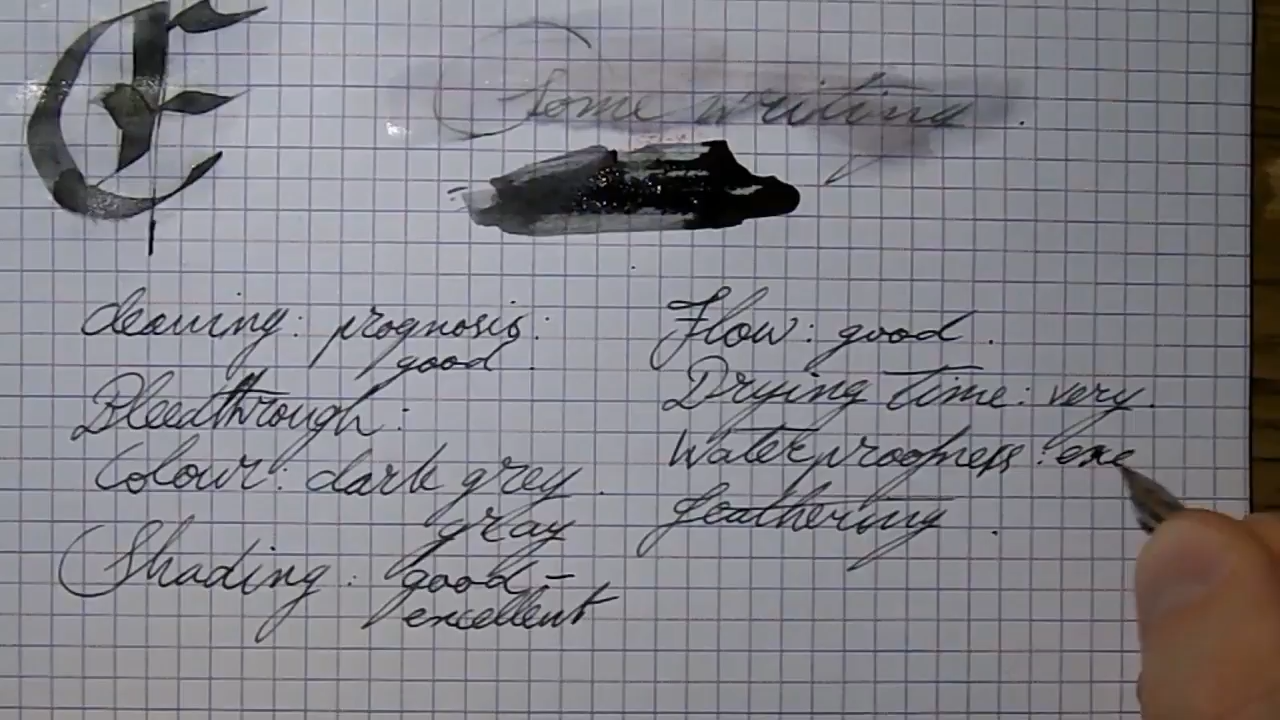 E
Some writing
Cleaning: prognosis:
good.
Bleedthrough:
Colour: dark grey.
gray
Shading: good –
excellent
Flow: good.
Drying time: very.
Waterproofness: exe
feathering.